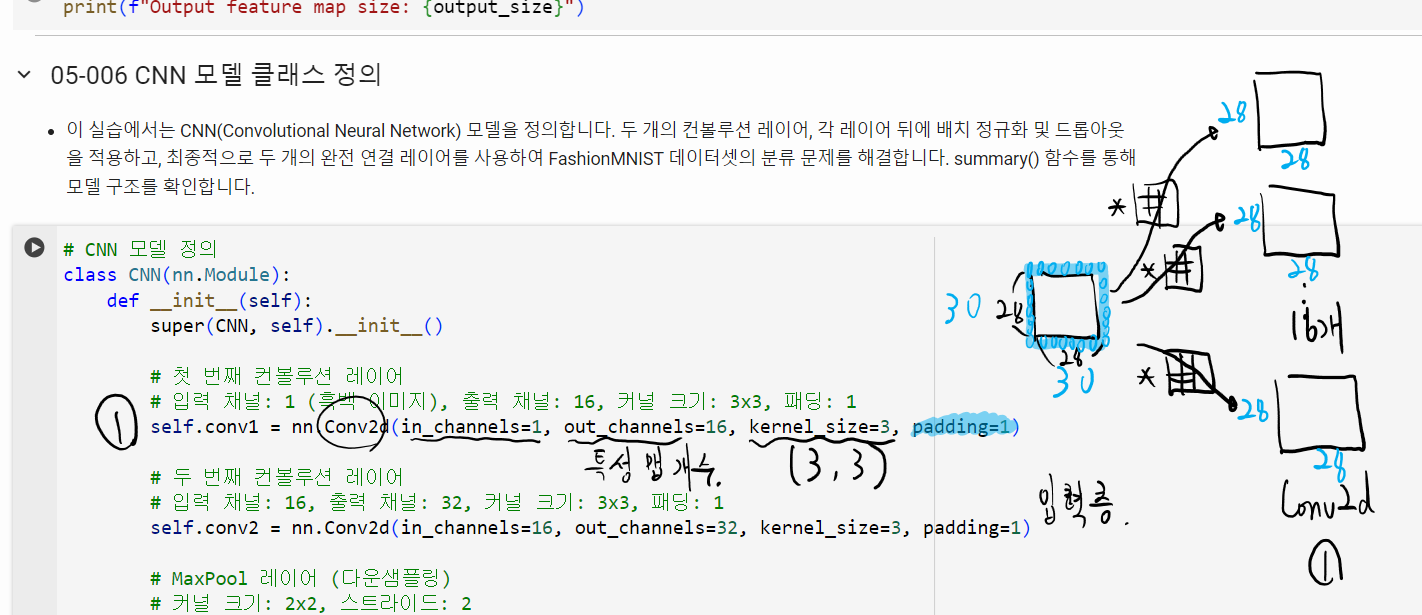 print(f"Output feature map size: {output_size}")
05-006 CNN 모델 클래스 정의
이 실습에서는 CNN(Convolutional Neural Network) 모델을 정의합니다. 두 개의 컨볼루션 레이어, 각 레이어 뒤에 배치 정규화 및 드롭아웃
을 적용하고, 최종적으로 두 개의 완전 연결 레이어를 사용하여 FashionMNIST 데이터셋의 분류 문제를 해결합니다. summary() 함수를 통해
모델 구조를 확인합니다.
# CNN 모델 정의
class CNN(nn.Module):
def __init__(self):
super(CNN, self).__init__()
# 첫 번째 컨볼루션 레이어
# 입력 채널: 1 (흑백 이미지), 출력 채널: 16, 커널 크기: 3x3, 패딩: 1
①
self.conv1 = nn.Conv2d(in_channels=1, out_channels=16, kernel_size=3, padding=1)
특성 맵 개수.
(3,3)
# 두 번째 컨볼루션 레이어
# 입력 채널: 16, 출력 채널: 32, 커널 크기: 3x3, 패딩: 1
self.conv2 = nn.Conv2d(in_channels=16, out_channels=32, kernel_size=3, padding=1)
# MaxPool 레이어 (다운샘플링)
# 커널 크기: 2x2, 스트라이드: 2
30
28
28
30
입력층.
*
*
*
28
28
28
28
16개
28
28
Conv2d
①